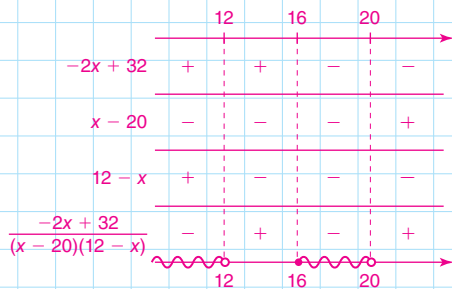 12 16 20
−2x + 32 + + − −
x − 20 − − − +
12 − x + − − −
−2x + 32
(x − 20)(12 − x) − + − +
12 16 20